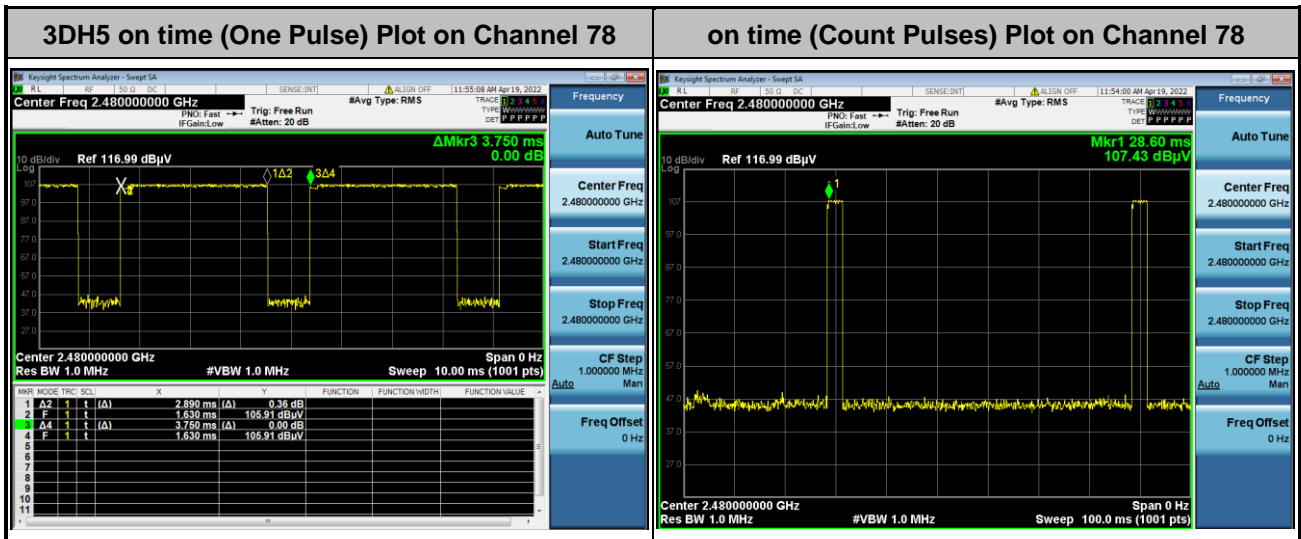 3DH5 on time (One Pulse) Plot on Channel 78
Keysight Spectrum Analyzer - Swept SA
RL RF 50 Ω DC SENSE:INT ALIGN OFF 11:55:08 AM Apr 19, 2022
Center Freq 2.480000000 GHz
PNO: Fast
IFGain:Low
Trig: Free Run
#Atten: 20 dB
#Avg Type: RMS
TRACE 1 2 3 4 5 6
TYPE
DET P P P P P P
ΔMkr3 3.750 ms
0.00 dB
10 dB/div Ref 116.99 dBµV
Log
107
97.0
87.0
77.0
67.0
57.0
47.0
37.0
27.0
X
1Δ2
3Δ4
Center 2.480000000 GHz Span 0 Hz
Res BW 1.0 MHz #VBW 1.0 MHz Sweep 10.00 ms (1001 pts)
MKR MODE TRC SCL X Y FUNCTION FUNCTION WIDTH FUNCTION VALUE
1 Δ2 1 t (Δ) 2.890 ms (Δ) 0.36 dB
2 F 1 t 1.630 ms 105.91 dBµV
3 Δ4 1 t (Δ) 3.750 ms (Δ) 0.00 dB
4 F 1 t 1.630 ms 105.91 dBµV
5
6
7
8
9
10
11
Frequency
Auto Tune
Center Freq
2.480000000 GHz
Start Freq
2.480000000 GHz
Stop Freq
2.480000000 GHz
CF Step
1.000000 MHz
Auto Man
Freq Offset
0 Hz
on time (Count Pulses) Plot on Channel 78
Keysight Spectrum Analyzer - Swept SA
RL RF 50 Ω DC SENSE:INT ALIGN OFF 11:54:00 AM Apr 19, 2022
Center Freq 2.480000000 GHz
PNO: Fast
IFGain:Low
Trig: Free Run
#Atten: 20 dB
#Avg Type: RMS
TRACE 1 2 3 4 5 6
TYPE
DET P P P P P P
Mkr1 28.60 ms
107.43 dBµV
10 dB/div Ref 116.99 dBµV
Log
107
97.0
87.0
77.0
67.0
57.0
47.0
37.0
27.0
1
Center 2.480000000 GHz Span 0 Hz
Res BW 1.0 MHz #VBW 1.0 MHz Sweep 100.0 ms (1001 pts)
Frequency
Auto Tune
Center Freq
2.480000000 GHz
Start Freq
2.480000000 GHz
Stop Freq
2.480000000 GHz
CF Step
1.000000 MHz
Auto Man
Freq Offset
0 Hz